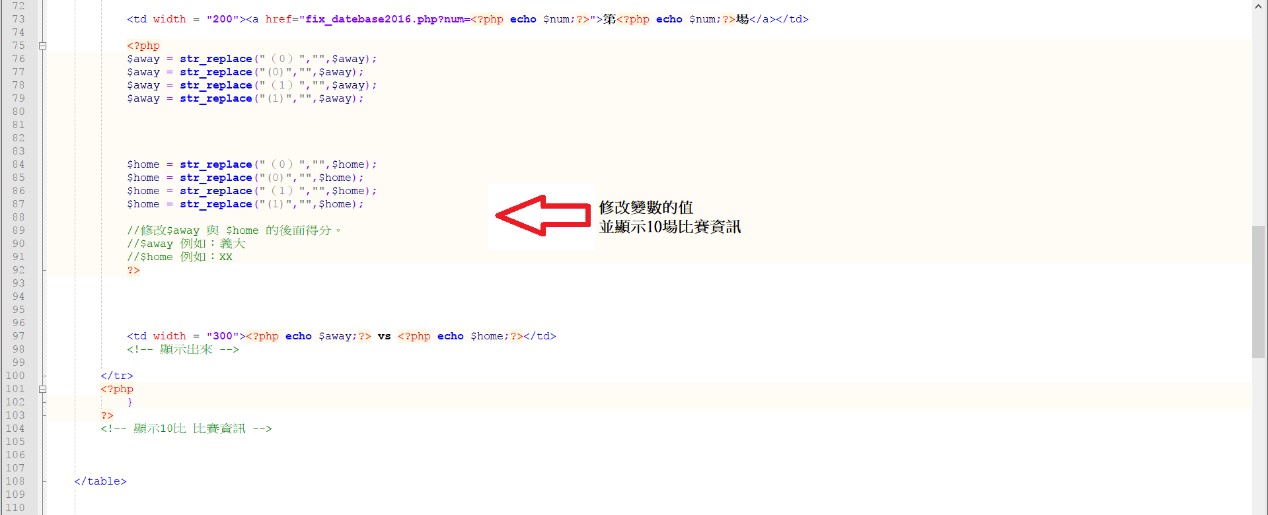 72
73 <td width = "200"><a href="fix_datebase2016.php?num=<?php echo $num;?>">第<?php echo $num;?>場</a></td>
74
75 <?php
76 $away = str_replace("（0）","",$away);
77 $away = str_replace("(0)","",$away);
78 $away = str_replace("（1）","",$away);
79 $away = str_replace("(1)","",$away);
80
81
82
83
84 $home = str_replace("（0）","",$home);
85 $home = str_replace("(0)","",$home);
86 $home = str_replace("（1）","",$home);
87 $home = str_replace("(1)","",$home);
修改變數的值
並顯示10場比賽資訊
88
89 //修改$away 與 $home 的後面得分。
90 //$away 例如：義大
91 //$home 例如：XX
92 ?>
93
94
95
96
97 <td width = "300"><?php echo $away;?> vs <?php echo $home;?></td>
98 <!-- 顯示出來 -->
99
100 </tr>
101 <?php
102 }
103 ?>
104 <!-- 顯示10比 比賽資訊 -->
105
106
107
108 </table>
109
110